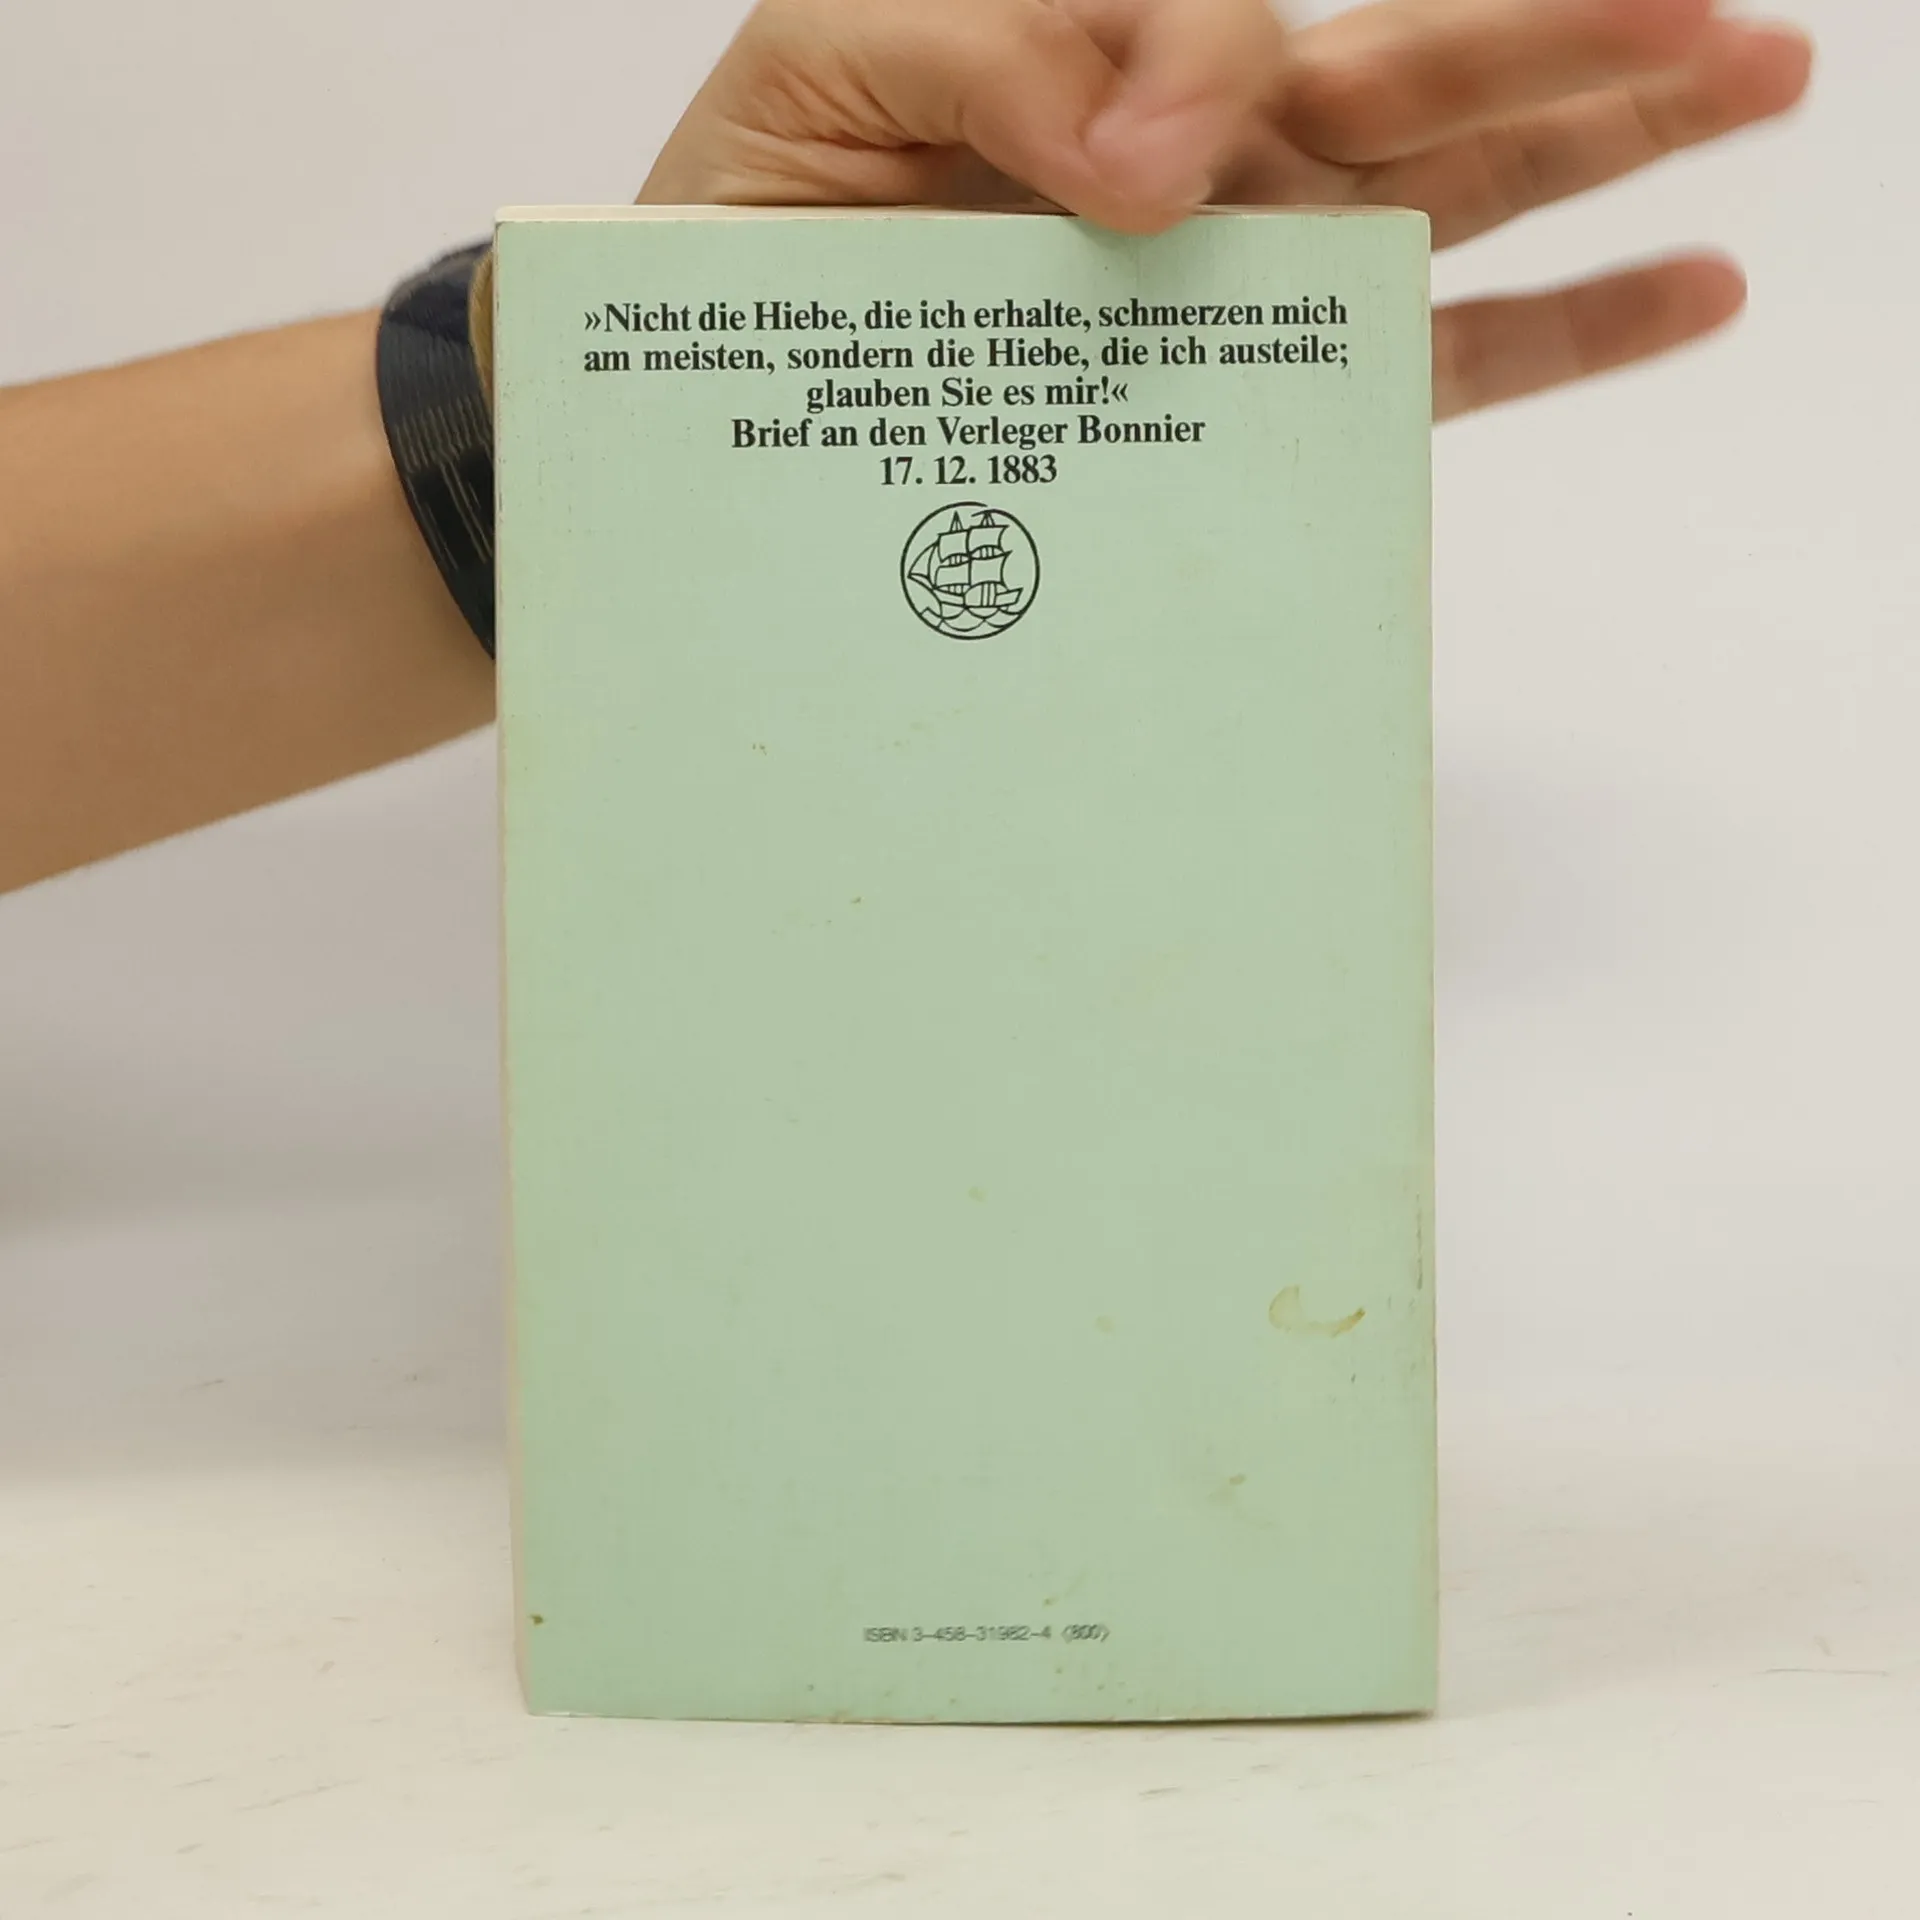 »Nicht die Hiebe, die ich erhalte, schmerzen mich
am meisten, sondern die Hiebe, die ich austeile;
glauben Sie es mir!«
Brief an den Verleger Bonnier
17. 12. 1883
ISBN 3-458-31982-4 〈800〉